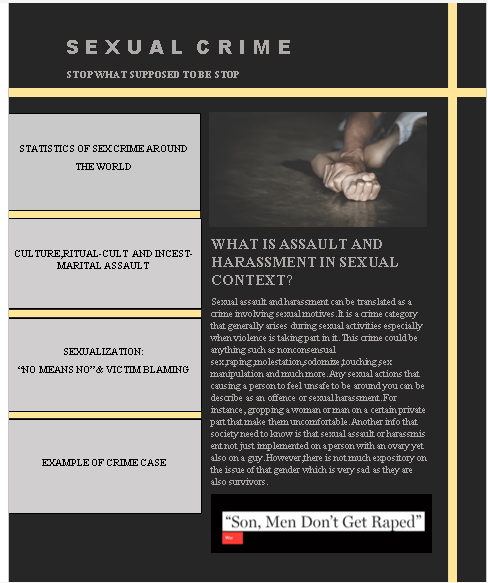 SEXUAL CRIME
STOP WHAT SUPPOSED TO BE STOP
STATISTICS OF SEX CRIME AROUND
THE WORLD
CULTURE,RITUAL-CULT AND INCEST-
MARITAL ASSAULT
SEXUALIZATION:
“NO MEANS NO” & VICTIM BLAMING
EXAMPLE OF CRIME CASE
WHAT IS ASSAULT AND
HARASSMENT IN SEXUAL
CONTEXT?
Sexual assault and harassment can be translated as a
crime involving sexual motives. It is a crime category
that generally arises during sexual activities especially
when violence is taking part in it. This crime could be
anything such as nonconsensual
sex,raping,molestation,sodomize,touching,sex
manipulation and much more. Any sexual actions that
causing a person to feel unsafe to be around you can be
describe as an offence or sexual harassment. For
instance, gropping a woman or man on a certain private
part that make them uncomfortable. Another info that
society need to know is that sexual assault or harassmis
ent not just implemented on a person with an ovary yet
also on a guy. However,there is not much expository on
the issue of that gender which is very sad as they are
also survivors.
“Son, Men Don’t Get Raped”